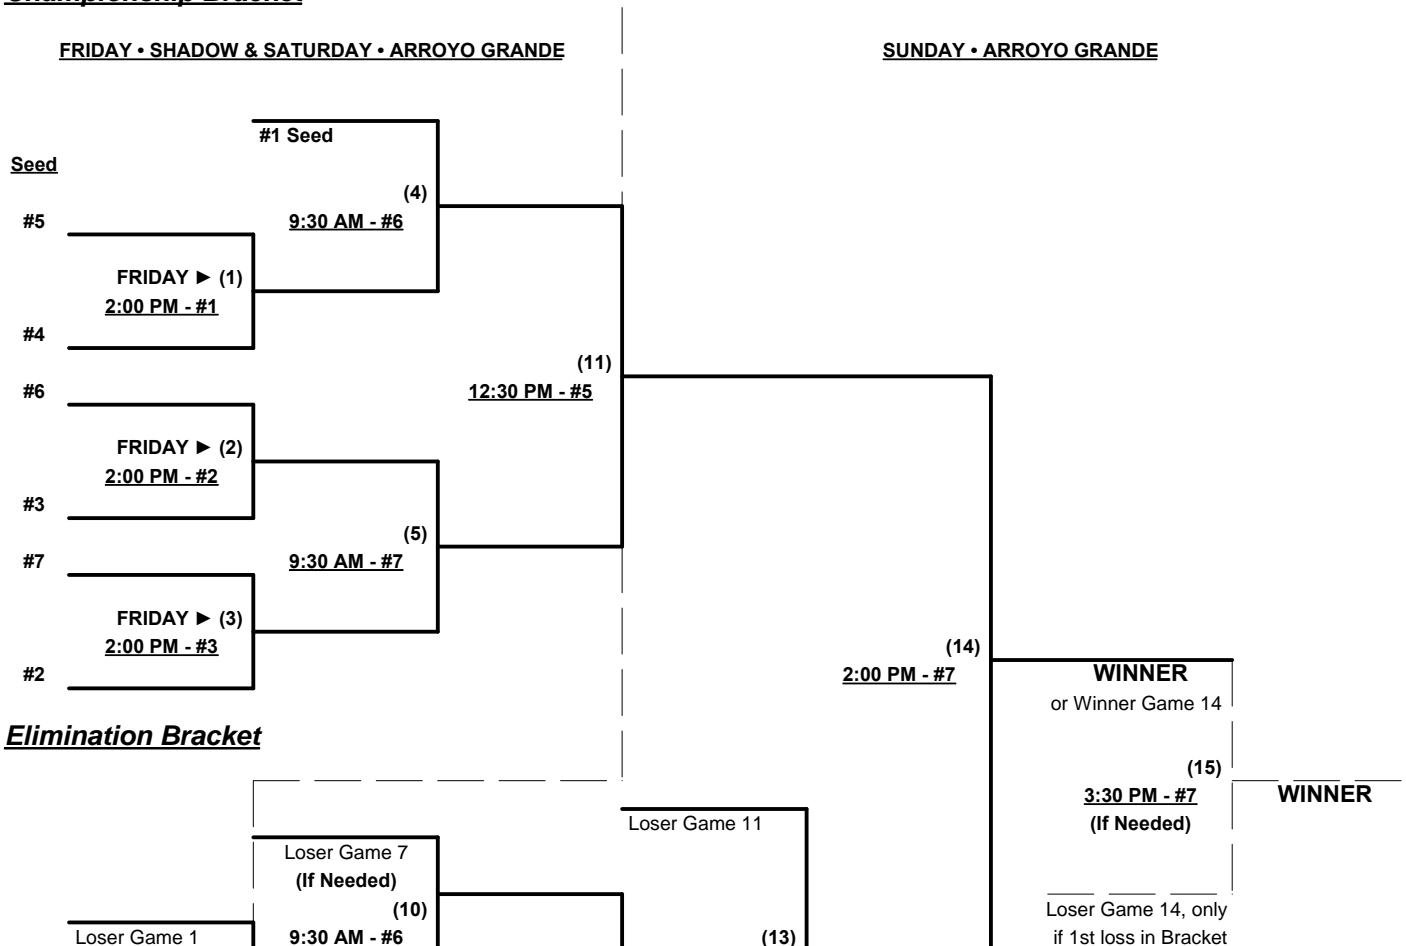 Championship Bracket
FRIDAY • SHADOW & SATURDAY • ARROYO GRANDE
SUNDAY • ARROYO GRANDE
#1 Seed
Seed
(4)
#5
9:30 AM - #6
FRIDAY ► (1)
2:00 PM - #1
#4
(11)
#6
12:30 PM - #5
FRIDAY ► (2)
2:00 PM - #2
#3
(5)
#7
9:30 AM - #7
FRIDAY ► (3)
2:00 PM - #3
(14)
#2
2:00 PM - #7
WINNER
or Winner Game 14
Elimination Bracket
(15)
3:30 PM - #7
WINNER
(If Needed)
Loser Game 11
Loser Game 7
(If Needed)
(10)
Loser Game 14, only
Loser Game 1
9:30 AM - #6
(13)
if 1st loss in Bracket